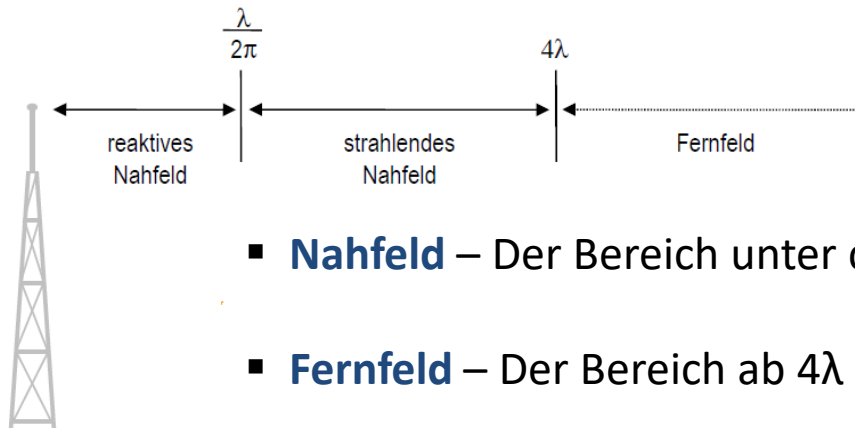 λ
2π
4λ
reaktives
Nahfeld
strahlendes
Nahfeld
Fernfeld
▪ Nahfeld – Der Bereich unter
▪ Fernfeld – Der Bereich ab 4λ